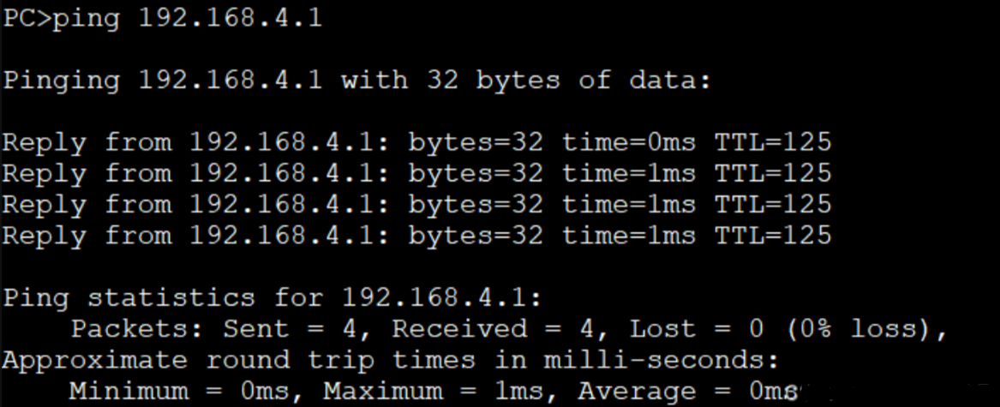 PC>ping 192.168.4.1
Pinging 192.168.4.1 with 32 bytes of data:
Reply from 192.168.4.1: bytes=32 time=0ms TTL=125
Reply from 192.168.4.1: bytes=32 time=1ms TTL=125
Reply from 192.168.4.1: bytes=32 time=1ms TTL=125
Reply from 192.168.4.1: bytes=32 time=1ms TTL=125
Ping statistics for 192.168.4.1:
Packets: Sent = 4, Received = 4, Lost = 0 (0% loss),
Approximate round trip times in milli-seconds:
Minimum = 0ms, Maximum = 1ms, Average = 0ms